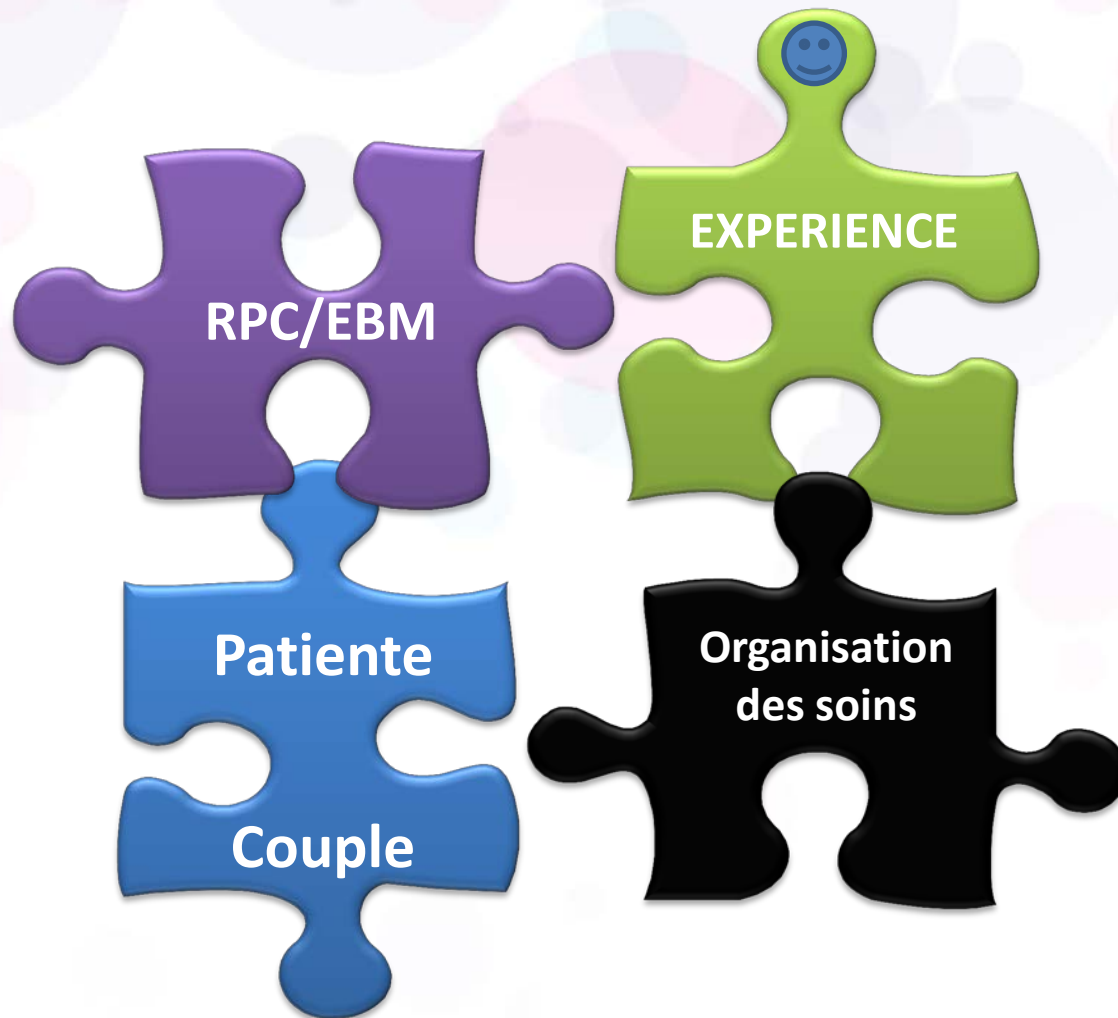 RPC/EBM
EXPERIENCE
Patiente
Couple
Organisation
des soins